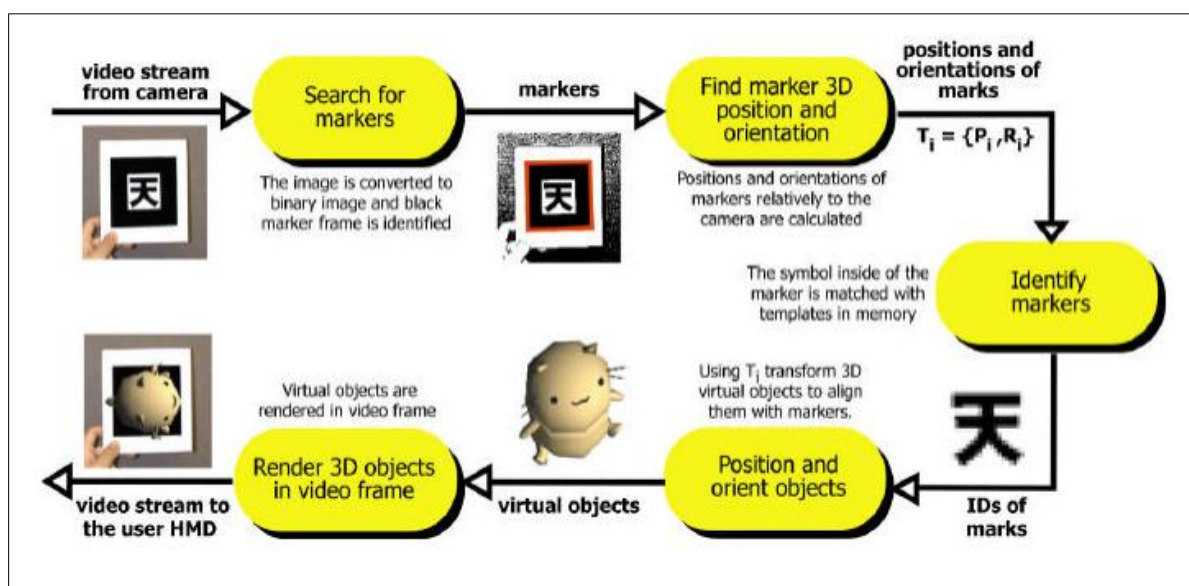 video stream
from camera
天
Search for
markers
The image is converted to
binary image and black
marker frame is identified
markers
天
Find marker 3D
position and
orientation
Positions and orientations of
markers relatively to the
camera are calculated
positions and
orientations of
marks
Tᵢ = {Pᵢ,Rᵢ}
Identify
markers
The symbol inside of the
marker is matched with
templates in memory
天
IDs of
marks
Using Tᵢ transform 3D
virtual objects to align
them with markers.
Position and
orient objects
virtual objects
Virtual objects are
rendered in video frame
Render 3D objects
in video frame
video stream to
the user HMD